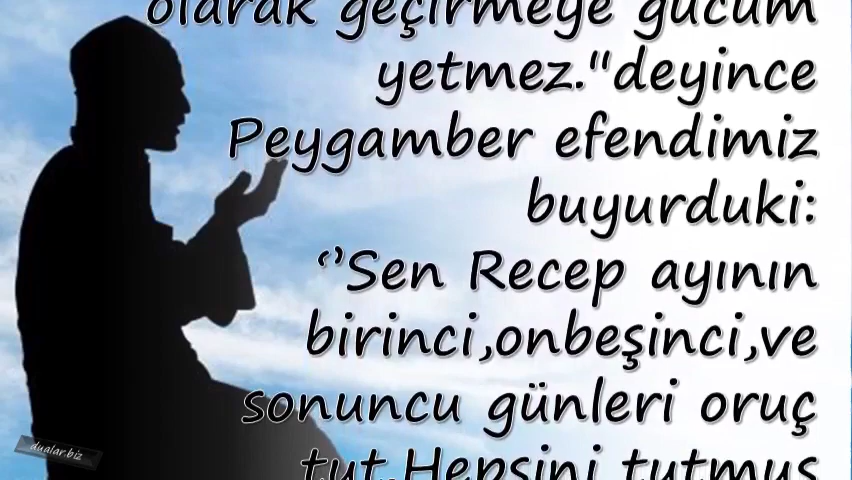 olarak geçirmeye gücüm
yetmez."deyince
Peygamber efendimiz
buyurduki:
‘’Sen Recep ayının
birinci,onbeşinci,ve
sonuncu günleri oruç
tut.Hepsini tutmuş
dualar.biz